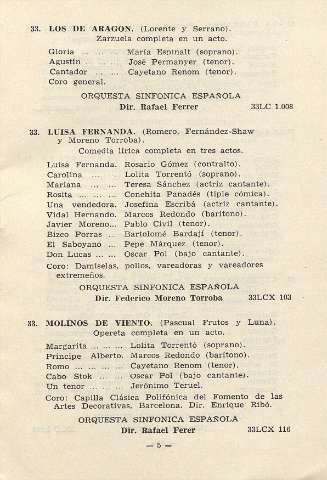 33. LOS DE ARAGON. (Lorente y Serrano).
Zarzuela completa en un acto.
Gloria ... ... ... María Espinalt (soprano).
Agustín ... ... ... José Permanyer (tenor).
Cantador ... ... Cayetano Renom (tenor).
Coro general.
ORQUESTA SINFONICA ESPAÑOLA
Dir. Rafael Ferrer 33LC 1.008
33. LUISA FERNANDA. (Romero, Fernández-Shaw
y Moreno Torroba).
Comedia lírica completa en tres actos.
Luisa Fernanda. Rosario Gómez (contralto).
Carolina ... ... Lolita Torrentó (soprano).
Mariana ... ... Teresa Sánchez (actriz cantante).
Rosita ... ... ... Conchita Panadés (tiple cómica).
Una vendedora. Josefina Escribá (actriz cantante).
Vidal Hernando. Marcos Redondo (barítono).
Javier Moreno... Pablo Civil (tenor).
Bizco Porras ... Bartolomé Bardají (tenor).
El Saboyano ... Pepe Márquez (tenor).
Don Lucas ... ... Oscar Pol (bajo cantante).
Coro: Damiselas, pollos, vareadoras y vareadores
extremeños.
ORQUESTA SINFONICA ESPAÑOLA
Dir. Federico Moreno Torroba 33LCX 103
33. MOLINOS DE VIENTO. (Pascual Frutos y Luna).
Opereta completa en un acto.
Margarita ... ... ... Lolita Torrentó (soprano).
Príncipe Alberto. Marcos Redondo (barítono).
Romo ... ... ... ... Cayetano Renom (tenor).
Cabo Stok ... ... Oscar Pol (bajo cantante).
Un tenor ... ... ... Jerónimo Teruel.
Coro: Capilla Clásica Polifónica del Fomento de las
Artes Decorativas, Barcelona. Dir. Enrique Ribó.
ORQUESTA SINFONICA ESPAÑOLA
Dir. Rafael Ferer 33LCX 116
— 5 —